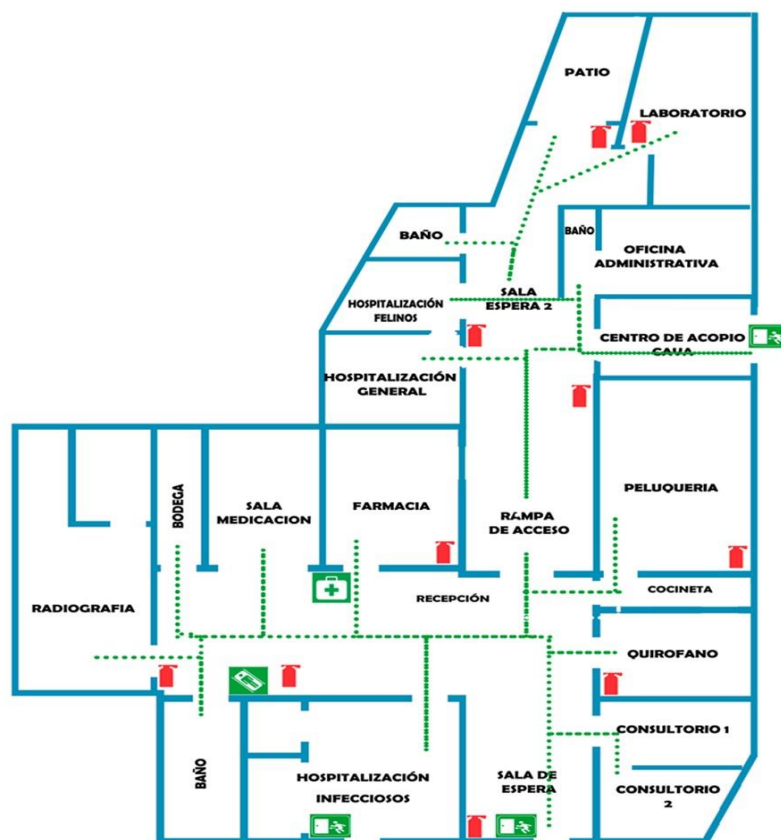 PATIO
LABORATORIO
BAÑO
BAÑO
OFICINA
ADMINISTRATIVA
HOSPITALIZACIÓN
FELINOS
SALA
ESPERA 2
CENTRO DE ACOPIO
CAUA
HOSPITALIZACIÓN
GENERAL
BODEGA
SALA
MEDICACION
FARMACIA
RAMPA
DE ACCESO
PELUQUERIA
RADIOGRAFIA
RECEPCIÓN
COCINETA
QUIROFANO
CONSULTORIO 1
BAÑO
HOSPITALIZACIÓN
INFECCIOSOS
SALA DE
ESPERA
CONSULTORIO
2